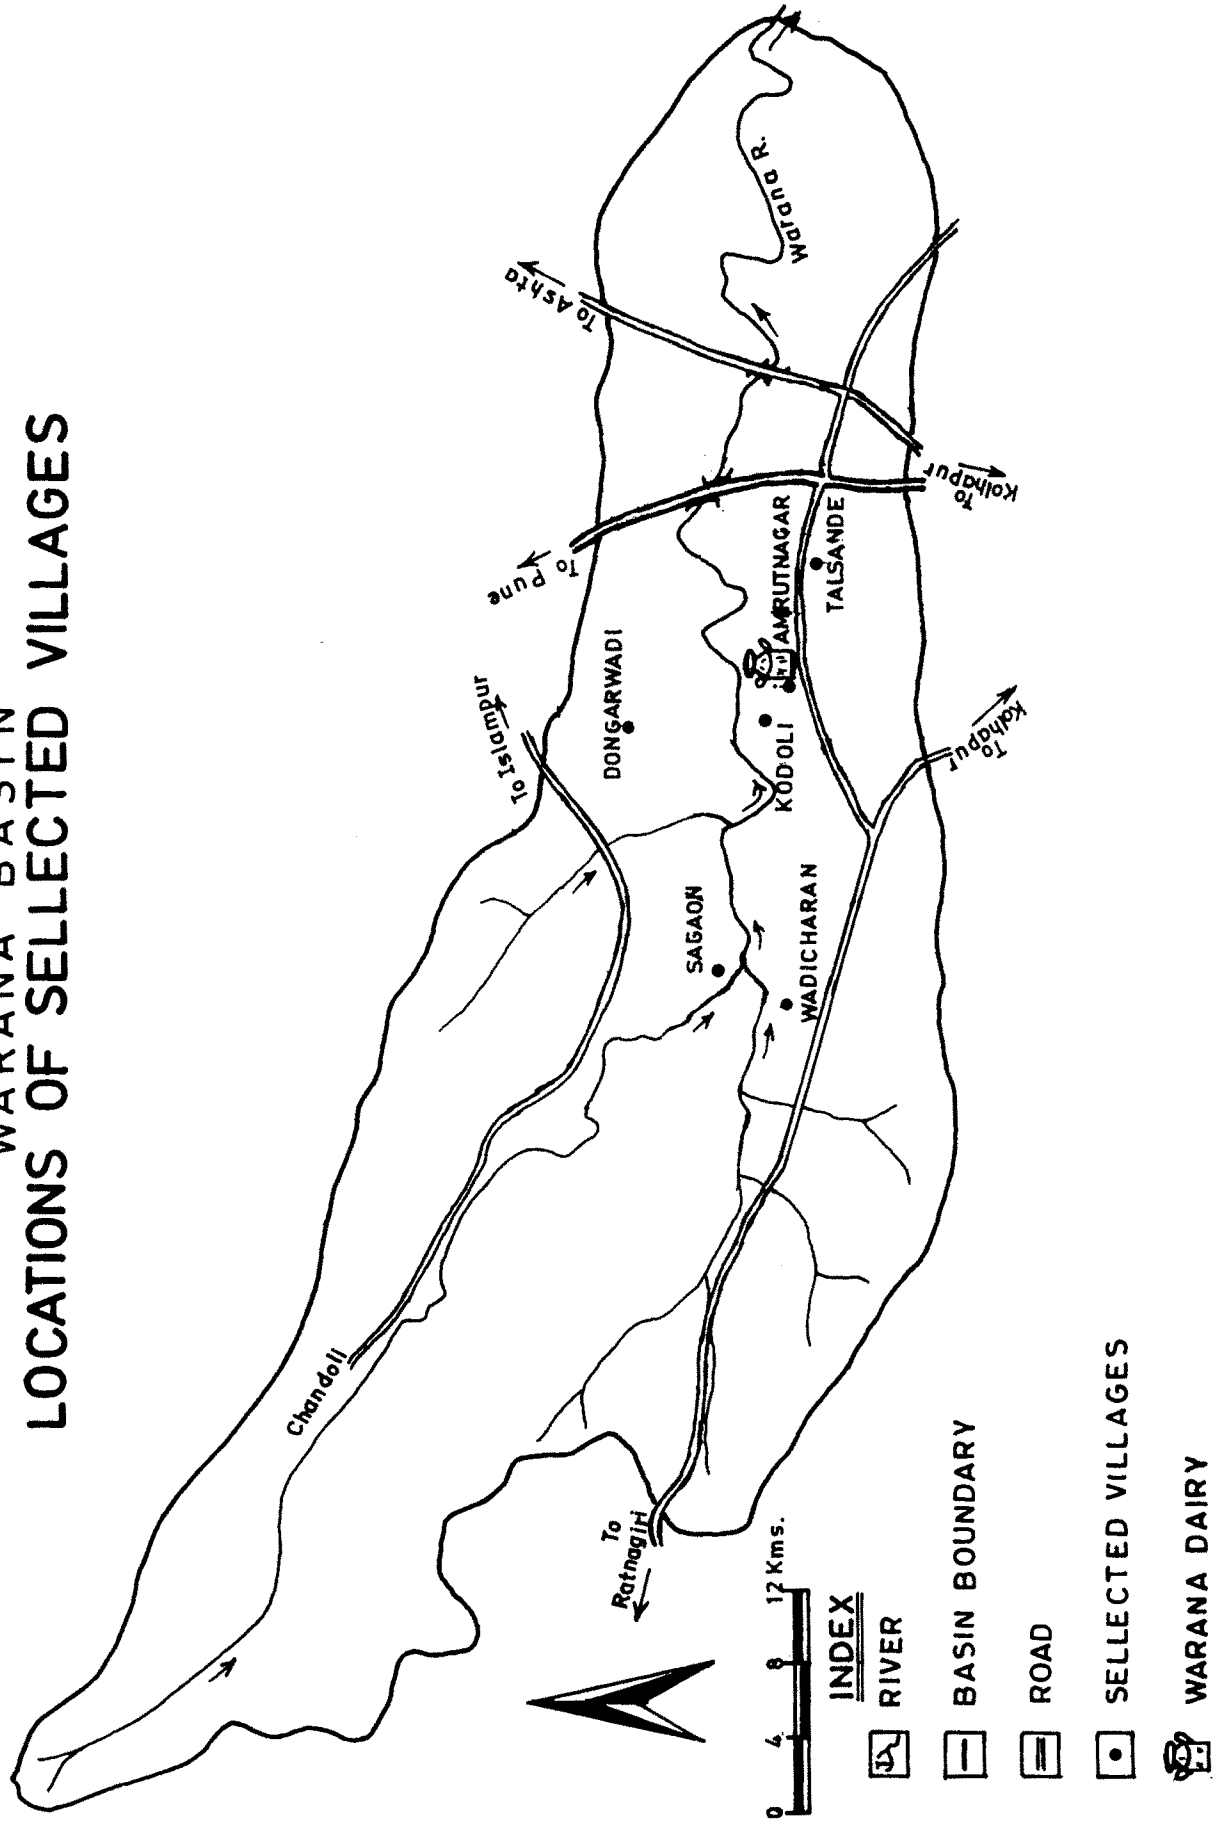 WARANA BASIN
LOCATIONS OF SELLECTED VILLAGES
To Ashta
To Pune
To Islampur
Warana R.
DONGARWADI
AMRUTNAGAR
TALSANDE
KODOLI
SAGAON
WADICHARAN
Chandoli
To
Kolhapur
To
Kolhapur
To
Ratnagiri
0 4 8 12 Kms.
INDEX
RIVER
BASIN BOUNDARY
ROAD
SELLECTED VILLAGES
WARANA DAIRY